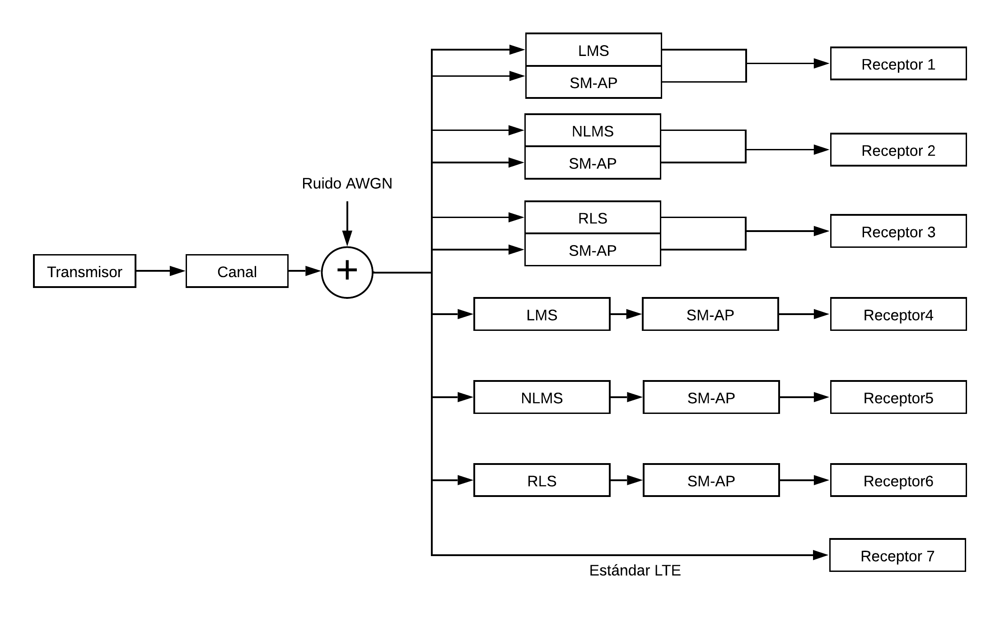 LMS
SM-AP
Receptor 1
NLMS
SM-AP
Receptor 2
Ruido AWGN
RLS
SM-AP
Receptor 3
Transmisor
Canal
+
LMS
SM-AP
Receptor4
NLMS
SM-AP
Receptor5
RLS
SM-AP
Receptor6
Receptor 7
Estándar LTE